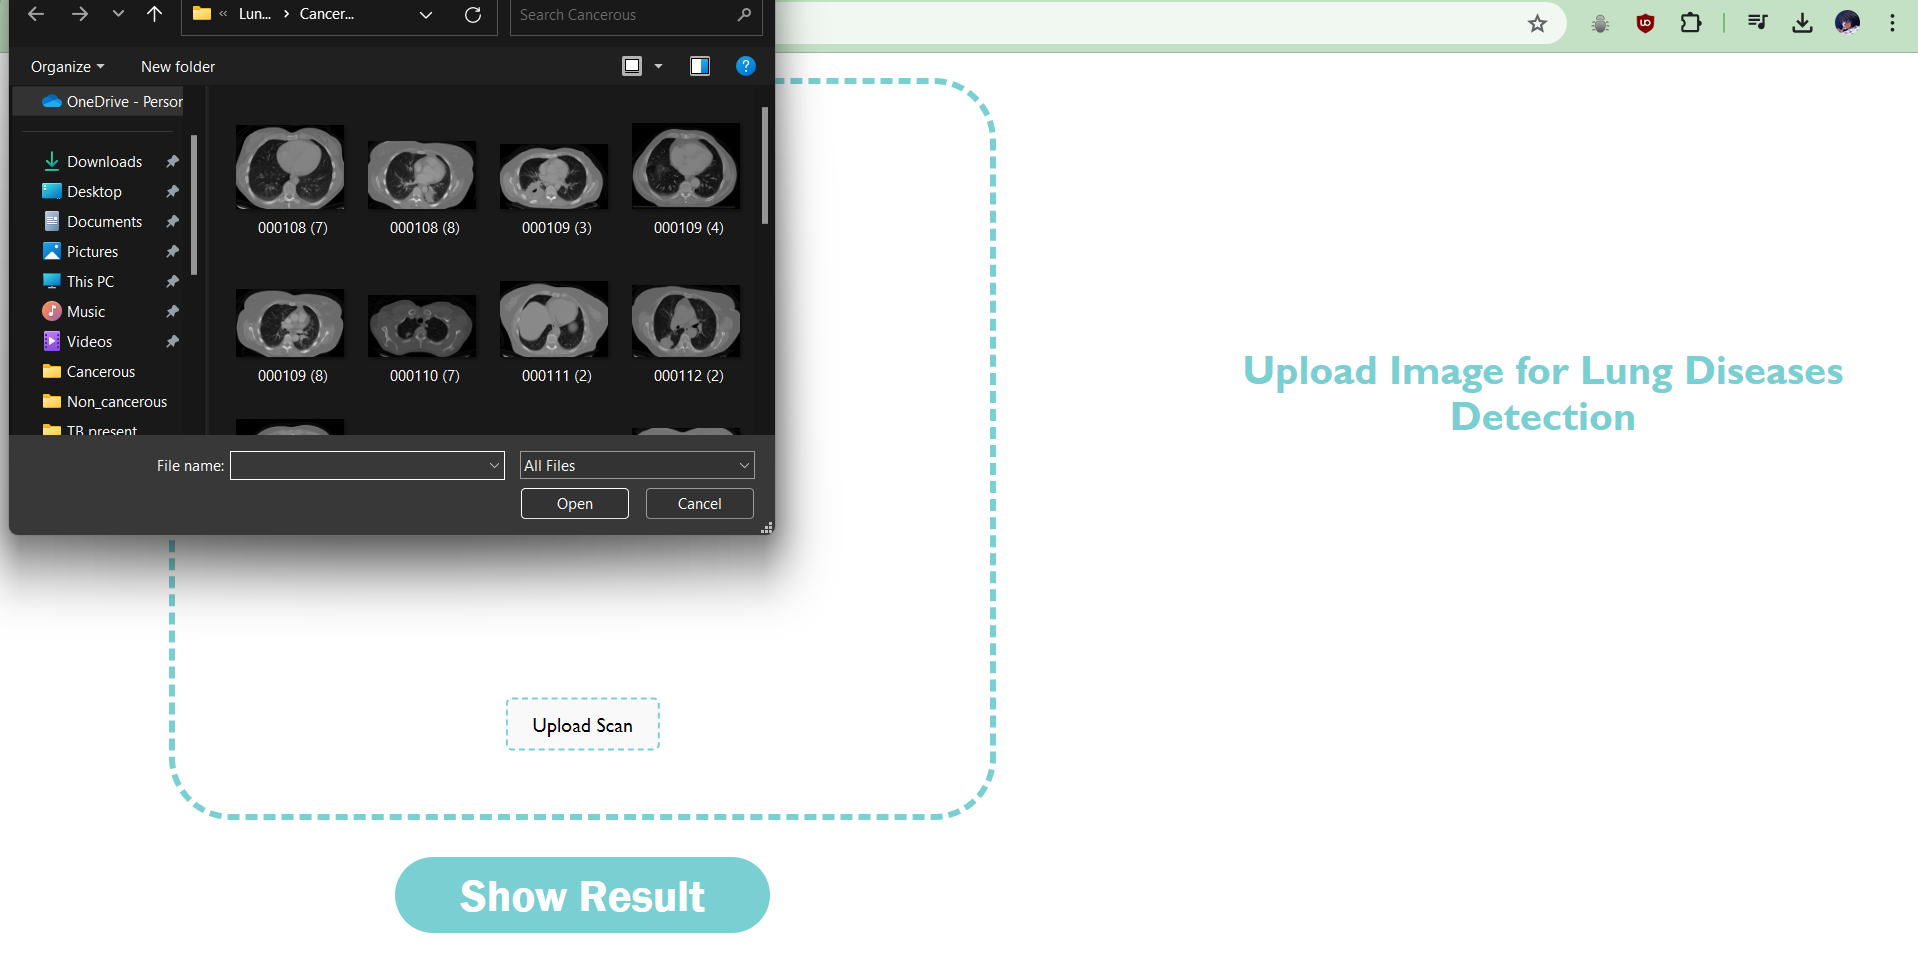 « Lun... > Cancer...
Search Cancerous
Organize
New folder
OneDrive - Person
Downloads
Desktop
Documents
Pictures
This PC
Music
Videos
Cancerous
Non_cancerous
TB present
000108 (7)
000108 (8)
000109 (3)
000109 (4)
000109 (8)
000110 (7)
000111 (2)
000112 (2)
File name:
All Files
Open
Cancel
Upload Image for Lung Diseases
Detection
Upload Scan
Show Result